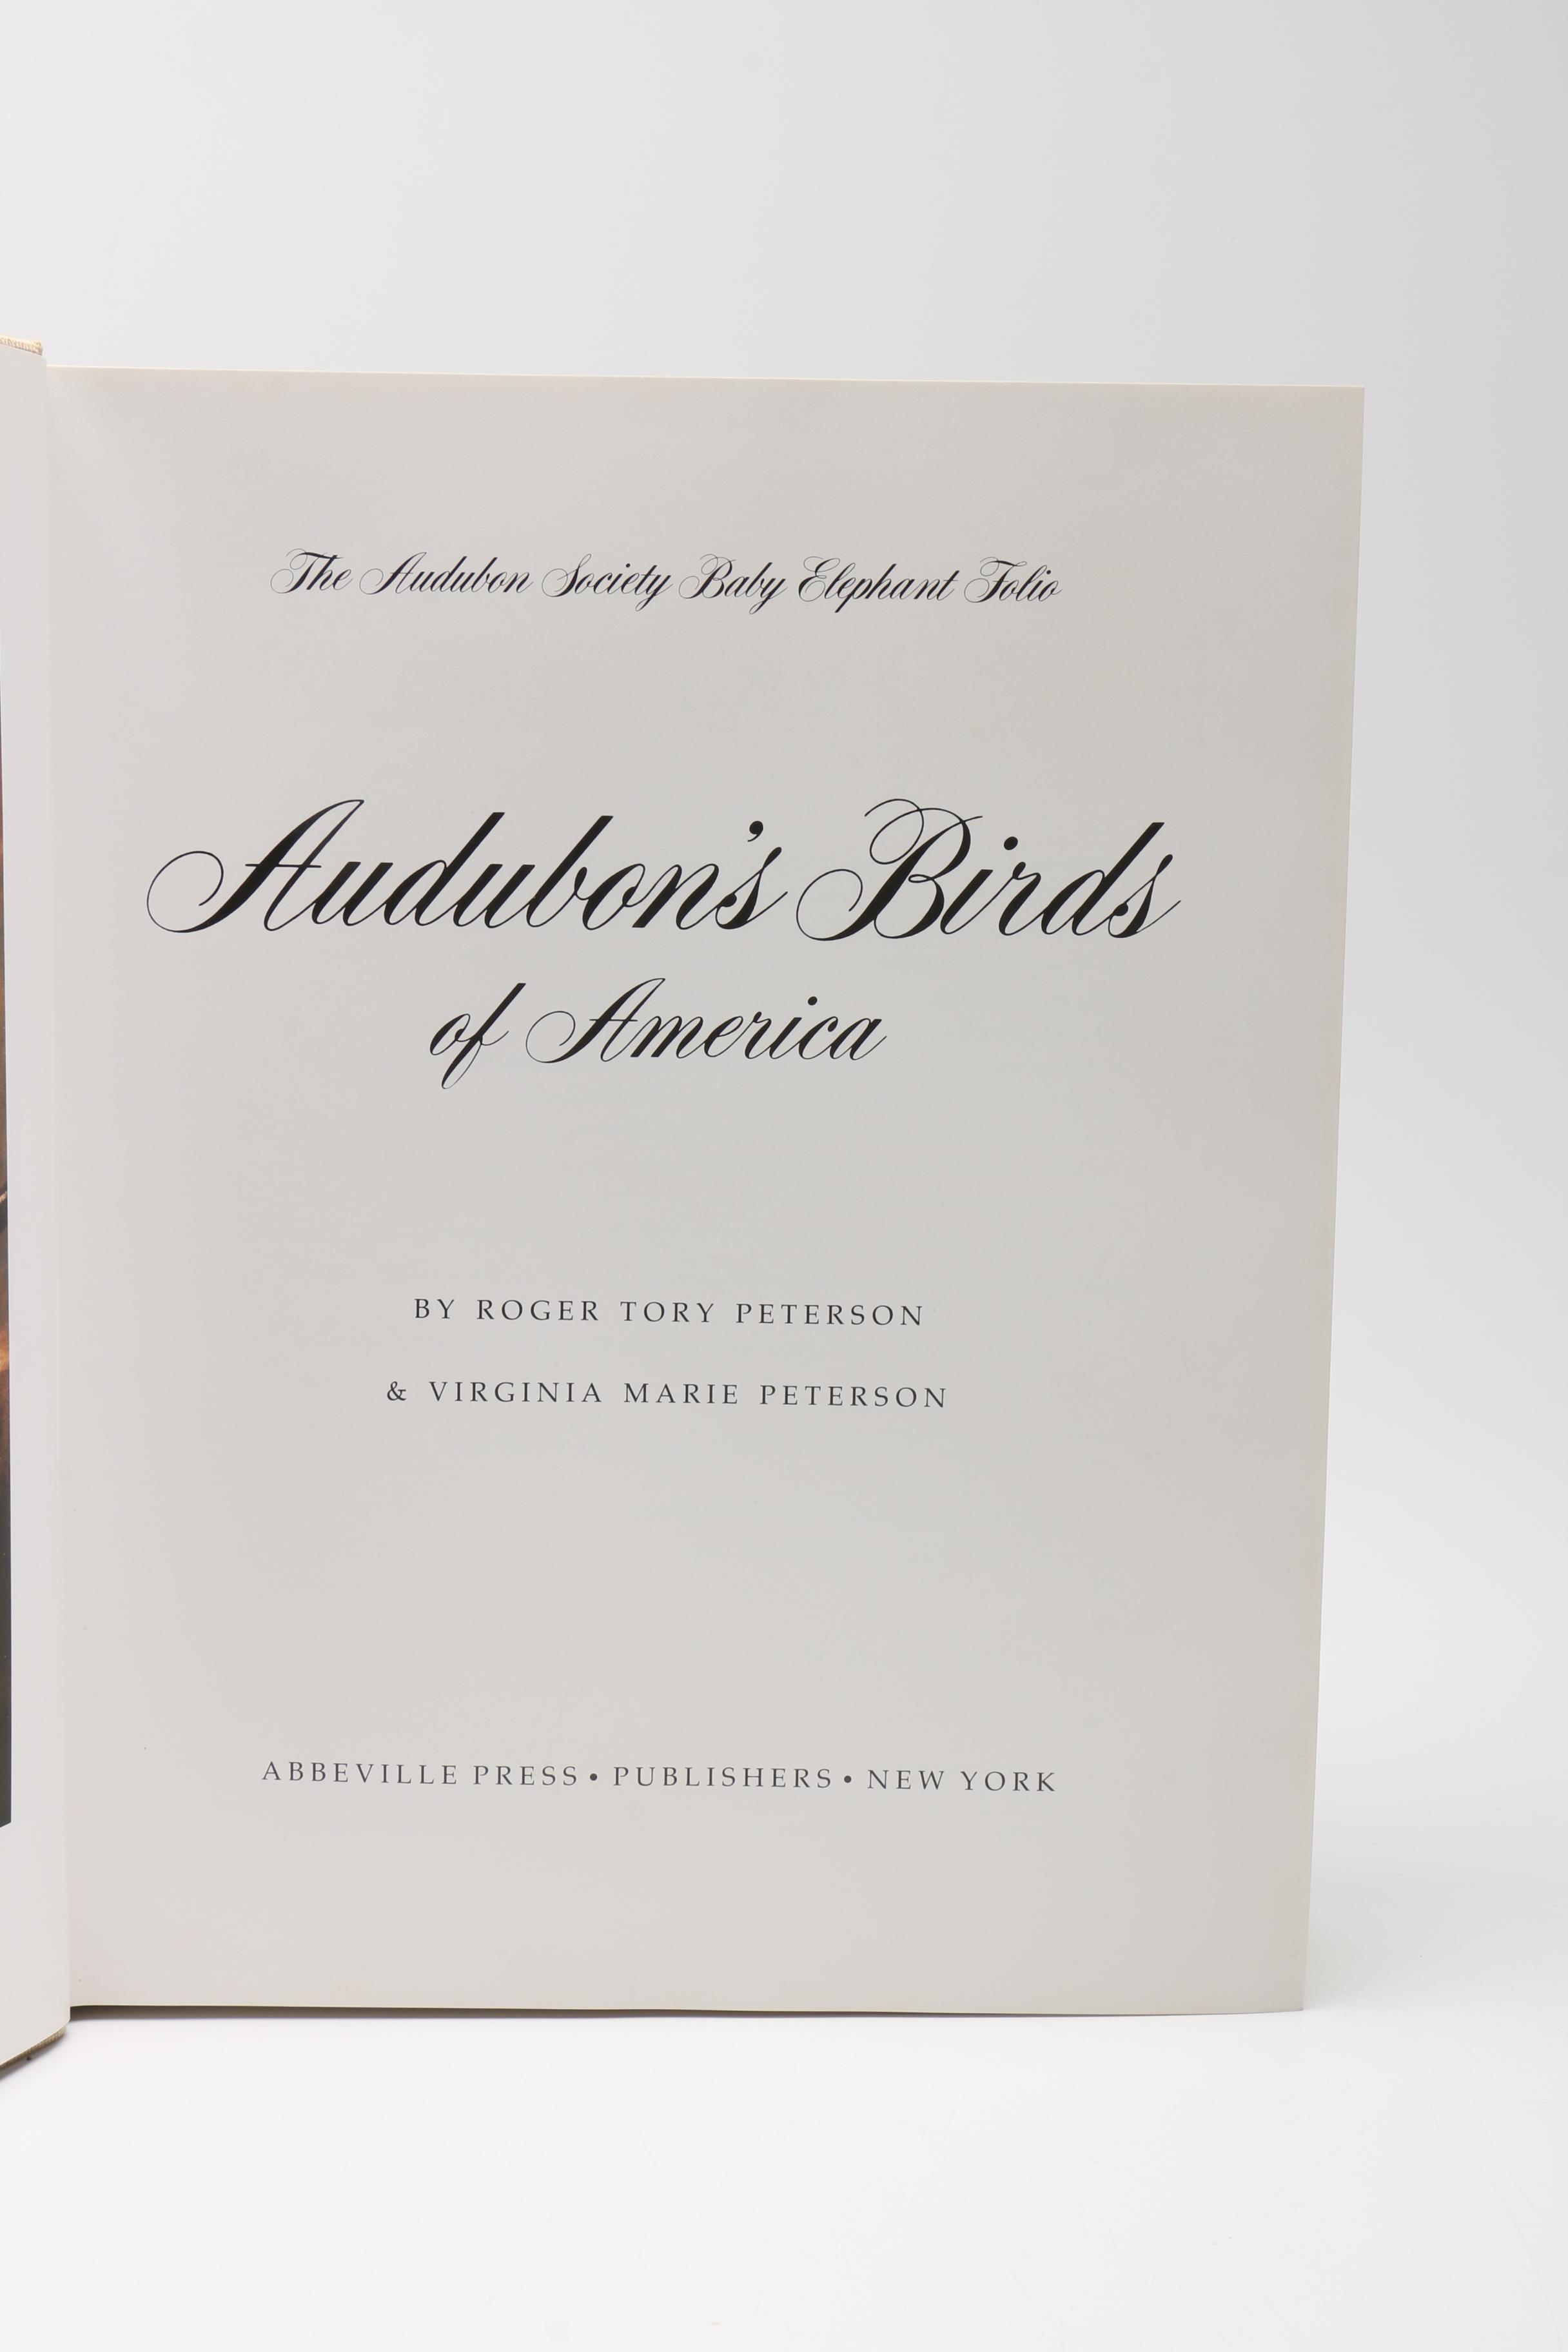 The Audubon Society Baby Elephant Folio
Audubon's Birds
of America
BY ROGER TORY PETERSON
& VIRGINIA MARIE PETERSON
ABBEVILLE PRESS • PUBLISHERS • NEW YORK